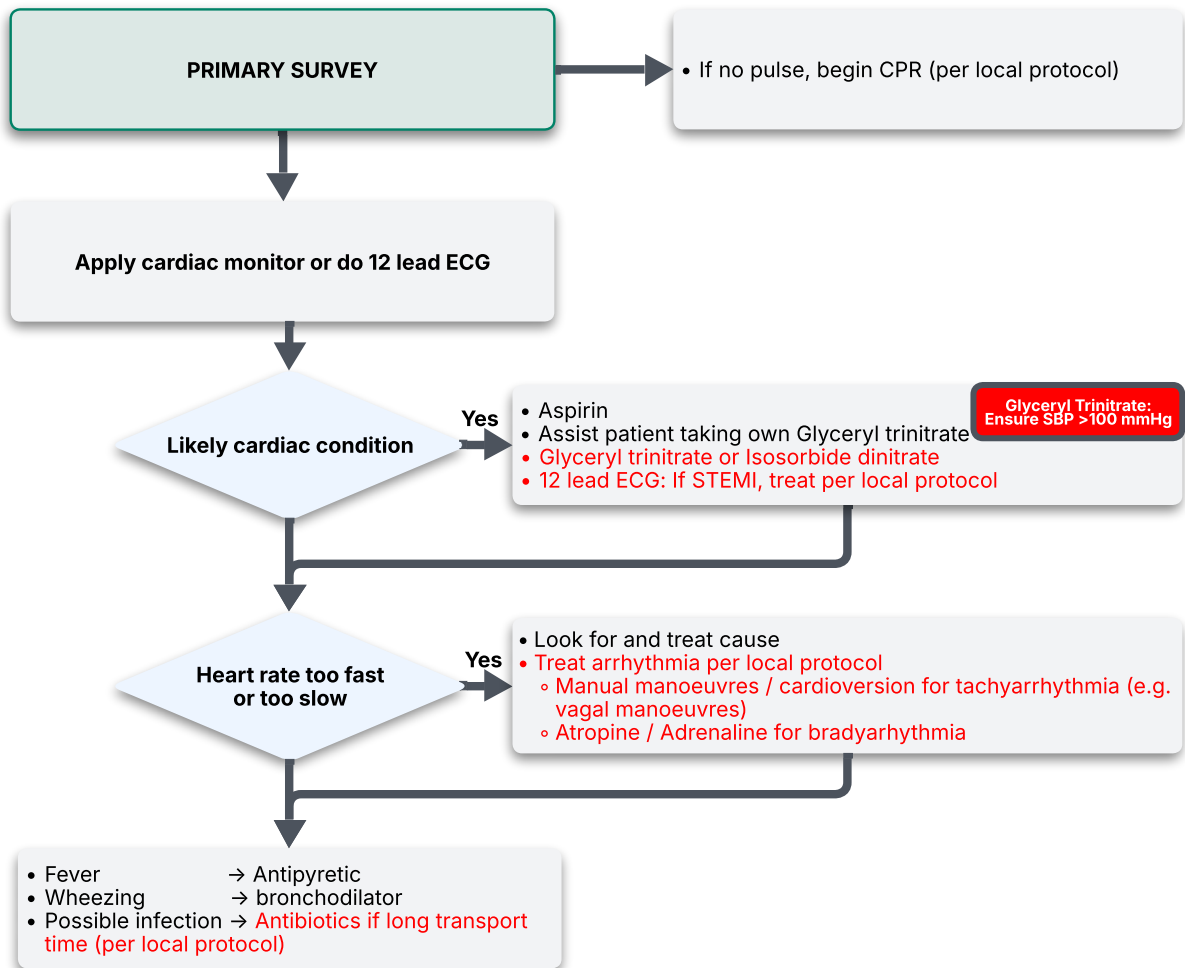 PRIMARY SURVEY
• If no pulse, begin CPR (per local protocol)
Apply cardiac monitor or do 12 lead ECG
Likely cardiac condition
Yes
• Aspirin
• Assist patient taking own Glyceryl trinitrate
• Glyceryl trinitrate or Isosorbide dinitrate
• 12 lead ECG: If STEMI, treat per local protocol
Glyceryl Trinitrate:
Ensure SBP >100 mmHg
Heart rate too fast
or too slow
Yes
• Look for and treat cause
• Treat arrhythmia per local protocol
∘ Manual manoeuvres / cardioversion for tachyarrhythmia (e.g.
vagal manoeuvres)
∘ Atropine / Adrenaline for bradyarhythmia
• Fever → Antipyretic
• Wheezing → bronchodilator
• Possible infection → Antibiotics if long transport
time (per local protocol)